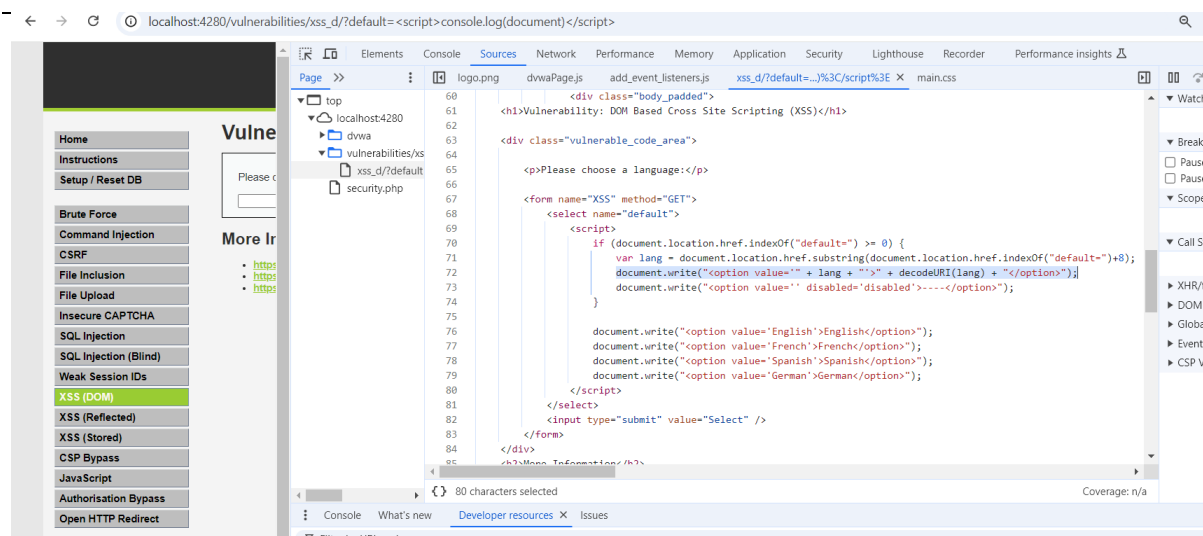 localhost:4280/vulnerabilities/xss_d/?default=<script>console.log(document)</script>
Elements Console Sources Network Performance Memory Application Security Lighthouse Recorder Performance insights
Page logo.png dvwaPage.js add_event_listeners.js xss_d/?default=...)%3C/script%3E main.css
top
localhost:4280
dvwa
vulnerabilities/xs
xss_d/?default
security.php
Home
Instructions
Setup / Reset DB
Brute Force
Command Injection
CSRF
File Inclusion
File Upload
Insecure CAPTCHA
SQL Injection
SQL Injection (Blind)
Weak Session IDs
XSS (DOM)
XSS (Reflected)
XSS (Stored)
CSP Bypass
JavaScript
Authorisation Bypass
Open HTTP Redirect
Vulne
Please c
More In
https
https
https
60 <div class="body_padded">
61 <h1>Vulnerability: DOM Based Cross Site Scripting (XSS)</h1>
62
63 <div class="vulnerable_code_area">
64
65 <p>Please choose a language:</p>
66
67 <form name="XSS" method="GET">
68 <select name="default">
69 <script>
70 if (document.location.href.indexOf("default=") >= 0) {
71 var lang = document.location.href.substring(document.location.href.indexOf("default=")+8);
72 document.write("<option value='" + lang + "'>" + decodeURI(lang) + "</option>");
73 document.write("<option value='' disabled='disabled'>----</option>");
74 }
75
76 document.write("<option value='English'>English</option>");
77 document.write("<option value='French'>French</option>");
78 document.write("<option value='Spanish'>Spanish</option>");
79 document.write("<option value='German'>German</option>");
80 </script>
81 </select>
82 <input type="submit" value="Select" />
83 </form>
84 </div>
85 <h2>More Information</h2>
Watch
Break
Paus
Paus
Scope
Call S
XHR/
DOM
Globa
Event
CSP V
{} 80 characters selected Coverage: n/a
Console What's new Developer resources Issues